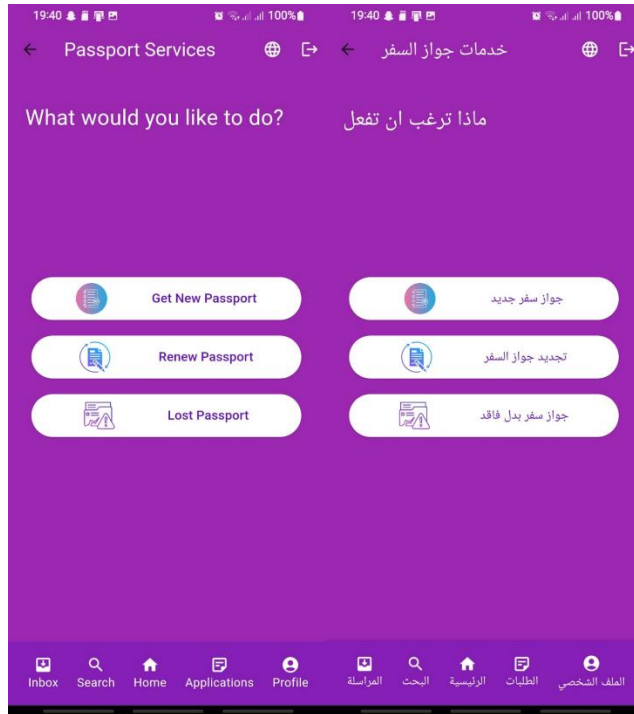 19:40 100%
Passport Services
What would you like to do?
Get New Passport
Renew Passport
Lost Passport
Inbox Search Home Applications Profile
19:40 100%
خدمات جواز السفر
ماذا ترغب ان تفعل
جواز سفر جديد
تجديد جواز السفر
جواز سفر بدل فاقد
المراسلة البحث الرئيسية الطلبات الملف الشخصي